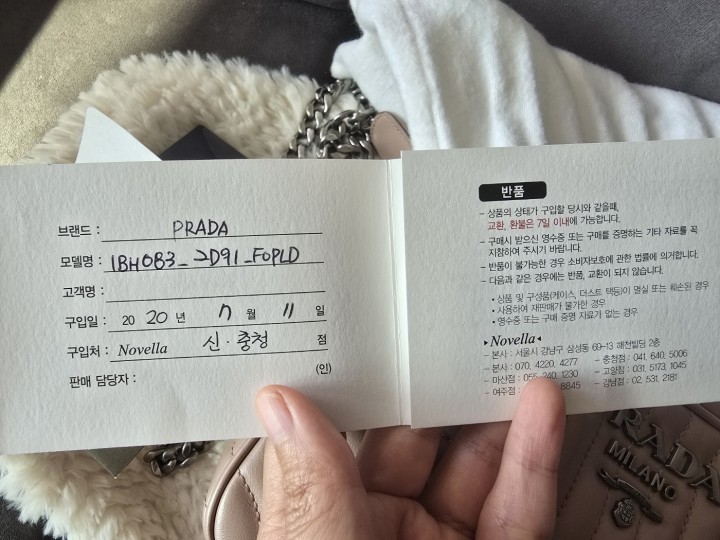 브랜드 : PRADA
모델명 : 1BH083_2D91_F0PLD
고객명 :
구입일 : 20 20 년 7 월 11 일
구입처 : Novella 신·충청 점
판매 담당자 : (인)
반품
- 상품의 상태가 구입할 당시와 같을때,
교환, 환불은 7일 이내에 가능합니다.
- 구매시 받으신 영수증 또는 구매를 증명하는 기타 자료를 꼭
지참하여 주시기 바랍니다.
- 반품이 불가능한 경우 소비자보호에 관한 법률에 의거합니다.
- 다음과 같은 경우에는 반품, 교환이 되지 않습니다.
• 상품 및 구성품(케이스, 더스트 택등)이 멸실 또는 훼손된 경우
• 사용하여 재판매가 불가한 경우
• 영수증 또는 구매 증명 자료가 없는 경우
▶Novella◀
- 본사 : 서울시 강남구 삼성동 69-13 해천빌딩 2층
- 본사 : 070. 4220. 4277 - 충청점 : 041. 640. 5006
- 마산점 : 055. 240. 1230 - 고양점 : 031. 5173. 1045
- 여주점 : 8845 - 강남점 : 02. 531. 2181
PRADA
MILANO